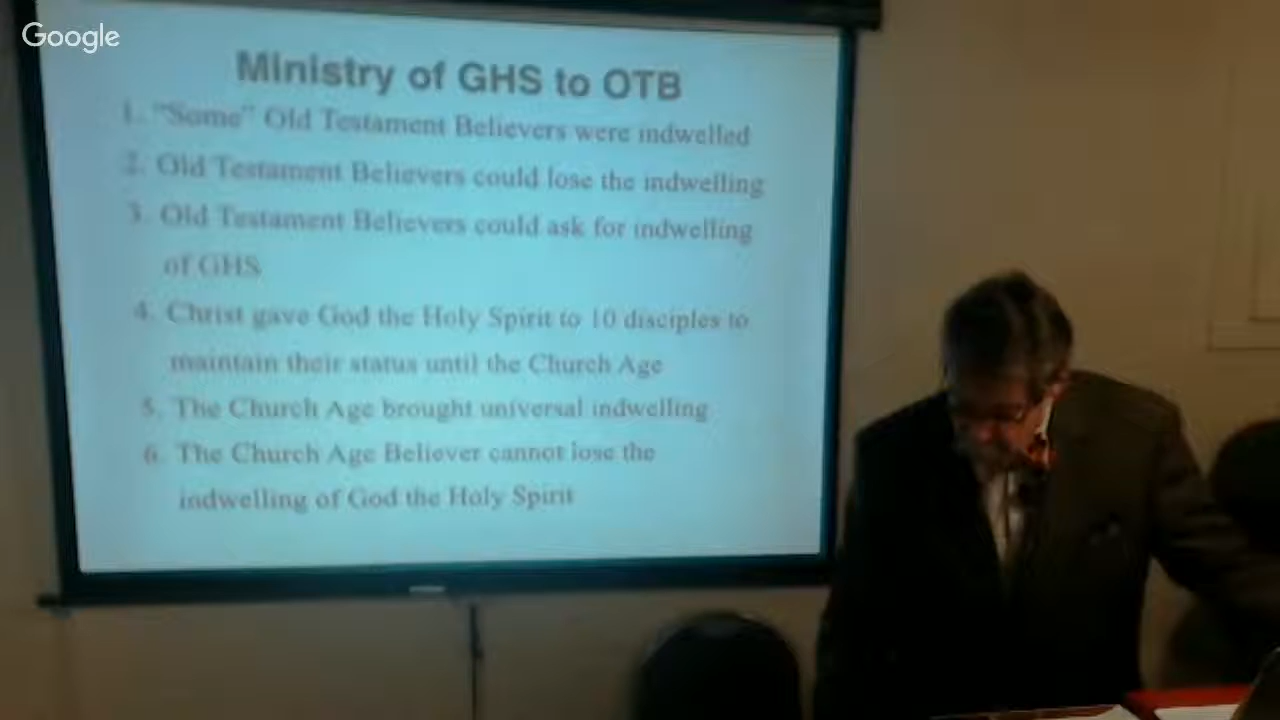 Google
Ministry of GHS to OTB
1. "Some" Old Testament Believers were indwelled
2. Old Testament Believers could lose the indwelling
3. Old Testament Believers could ask for indwelling
of GHS
4. Christ gave God the Holy Spirit to 10 disciples to
maintain their status until the Church Age
5. The Church Age brought universal indwelling
6. The Church Age Believer cannot lose the
indwelling of God the Holy Spirit